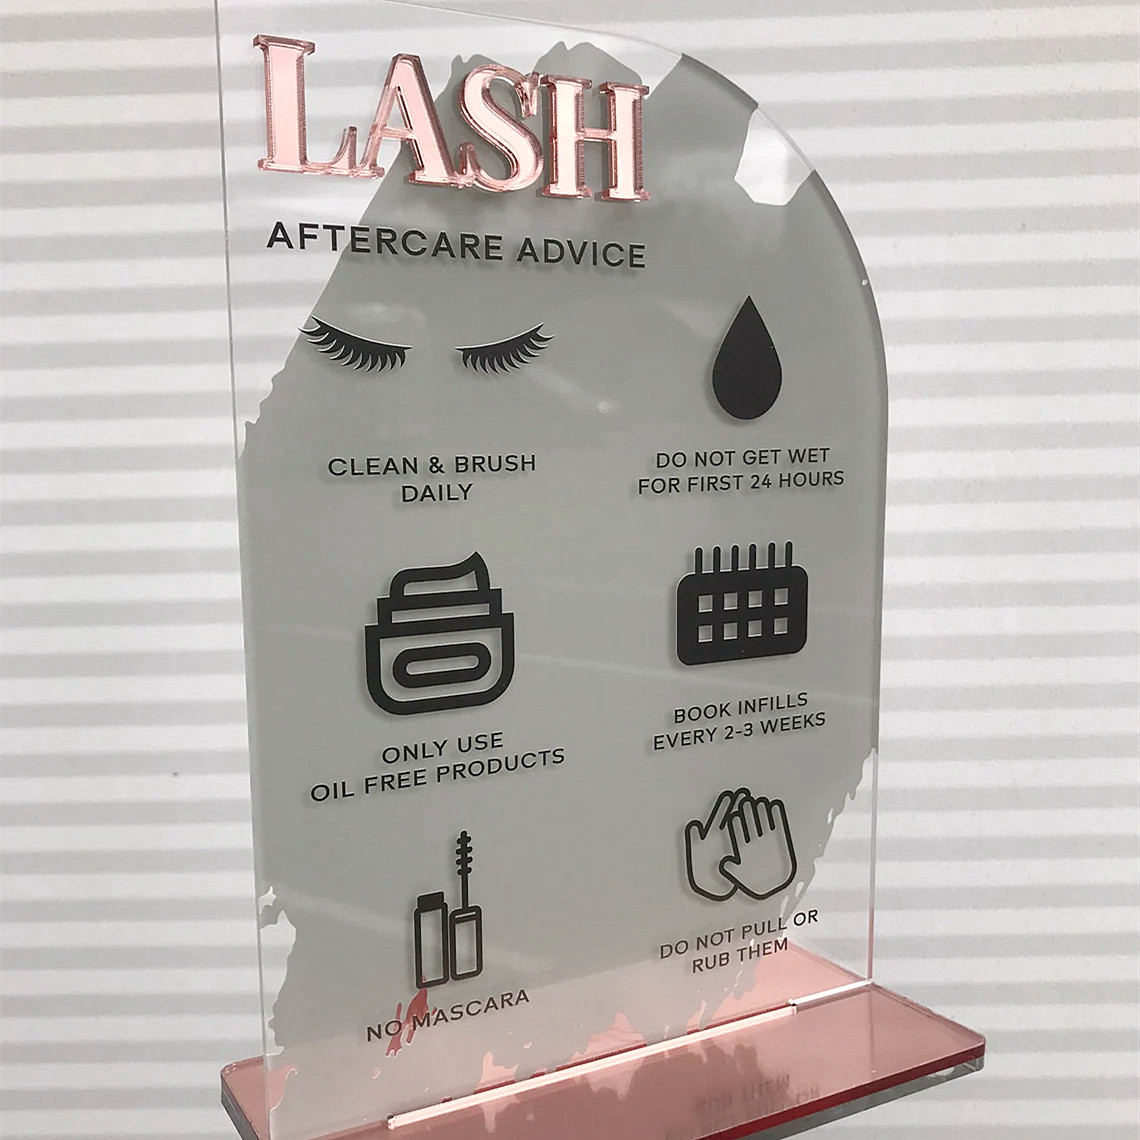 LASH
AFTERCARE ADVICE
CLEAN & BRUSH
DAILY
DO NOT GET WET
FOR FIRST 24 HOURS
ONLY USE
OIL FREE PRODUCTS
BOOK INFILLS
EVERY 2-3 WEEKS
NO MASCARA
DO NOT PULL OR
RUB THEM